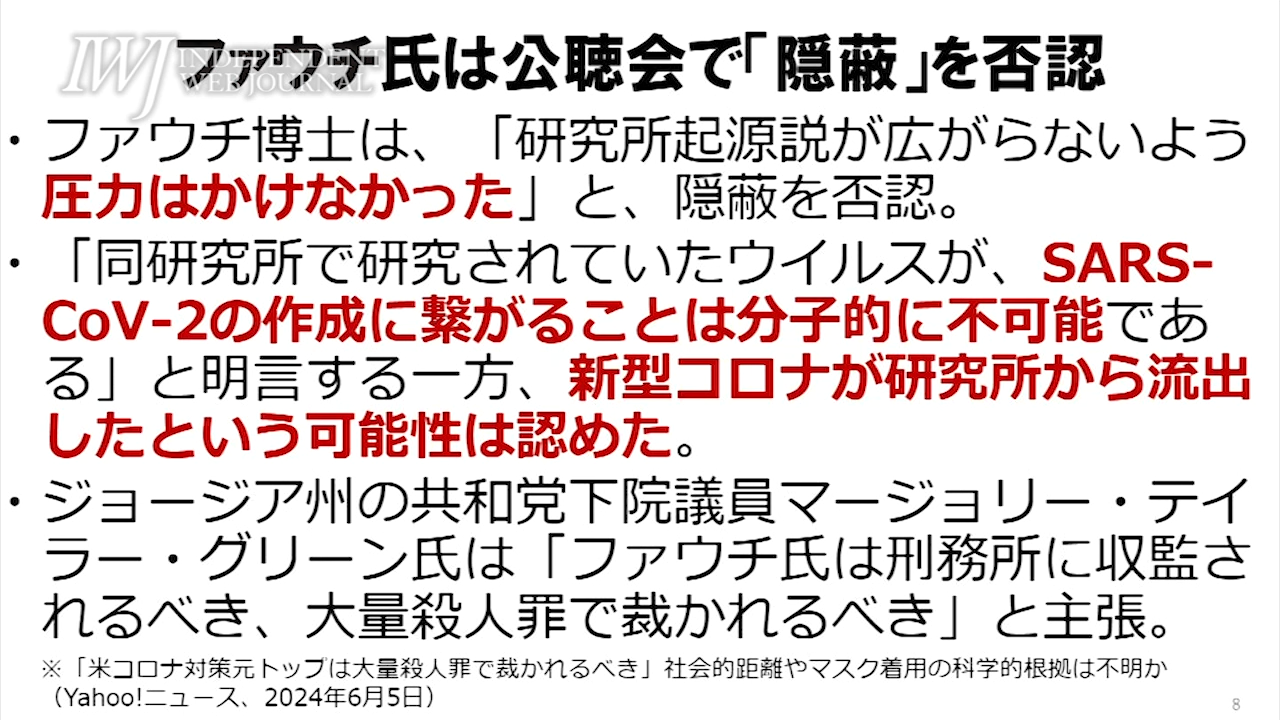 IWJ INDEPENDENT WEB JOURNAL
ファウチ氏は公聴会で「隠蔽」を否認
・ファウチ博士は、「研究所起源説が広がらないよう
圧力はかけなかった」と、隠蔽を否認。
・「同研究所で研究されていたウイルスが、SARS-
CoV-2の作成に繋がることは分子的に不可能であ
る」と明言する一方、新型コロナが研究所から流出
したという可能性は認めた。
・ジョージア州の共和党下院議員マージョリー・テイ
ラー・グリーン氏は「ファウチ氏は刑務所に収監さ
れるべき、大量殺人罪で裁かれるべき」と主張。
※「米コロナ対策元トップは大量殺人罪で裁かれるべき」社会的距離やマスク着用の科学的根拠は不明か
（Yahoo!ニュース、2024年6月5日）
8